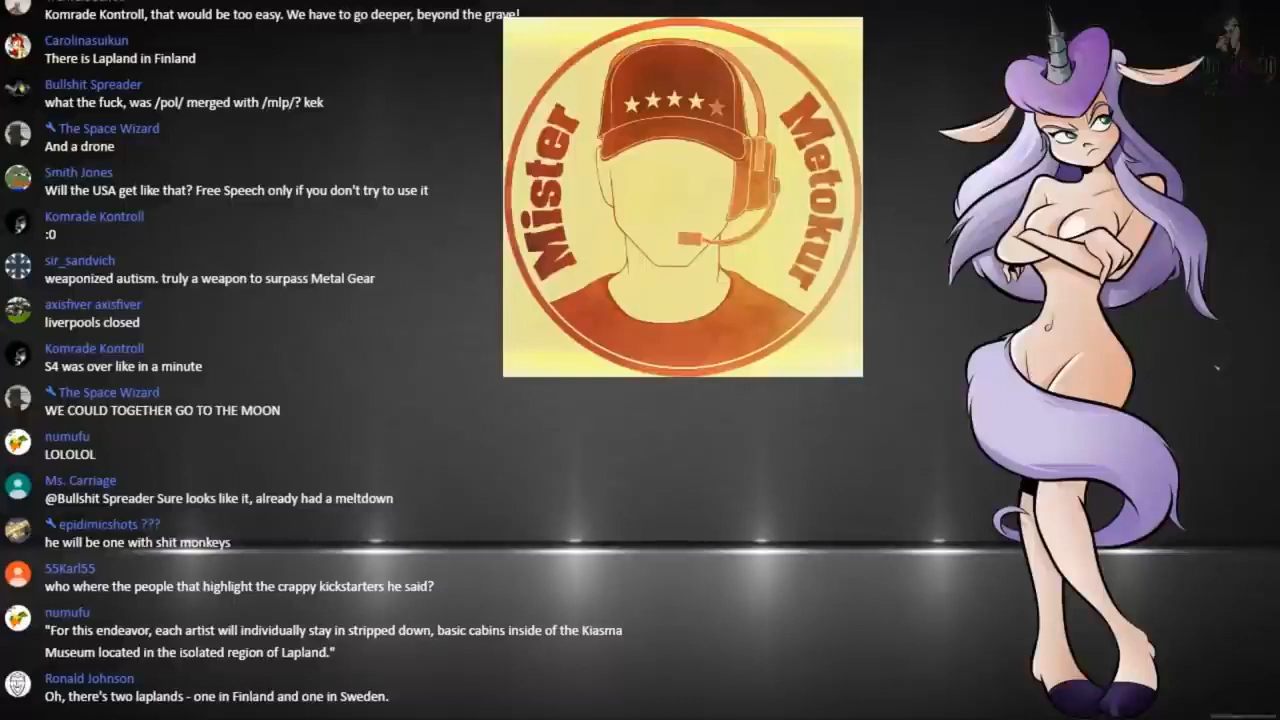 Komrade Kontroll, that would be too easy. We have to go deeper, beyond the grave!
Carolinasuikun
There is Lapland in Finland
Bullshit Spreader
what the fuck, was /pol/ merged with /mlp/? kek
The Space Wizard
And a drone
Smith Jones
Will the USA get like that? Free Speech only if you don't try to use it
Komrade Kontroll
:0
sir_sandvich
weaponized autism. truly a weapon to surpass Metal Gear
axisfiver axisfiver
liverpools closed
Komrade Kontroll
S4 was over like in a minute
The Space Wizard
WE COULD TOGETHER GO TO THE MOON
numufu
LOLOLOL
Ms. Carriage
@Bullshit Spreader Sure looks like it, already had a meltdown
epidimicshots ???
he will be one with shit monkeys
55Karl55
who where the people that highlight the crappy kickstarters he said?
numufu
"For this endeavor, each artist will individually stay in stripped down, basic cabins inside of the Kiasma
Museum located in the isolated region of Lapland."
Ronald Johnson
Oh, there's two laplands - one in Finland and one in Sweden.
Mister
Metokur